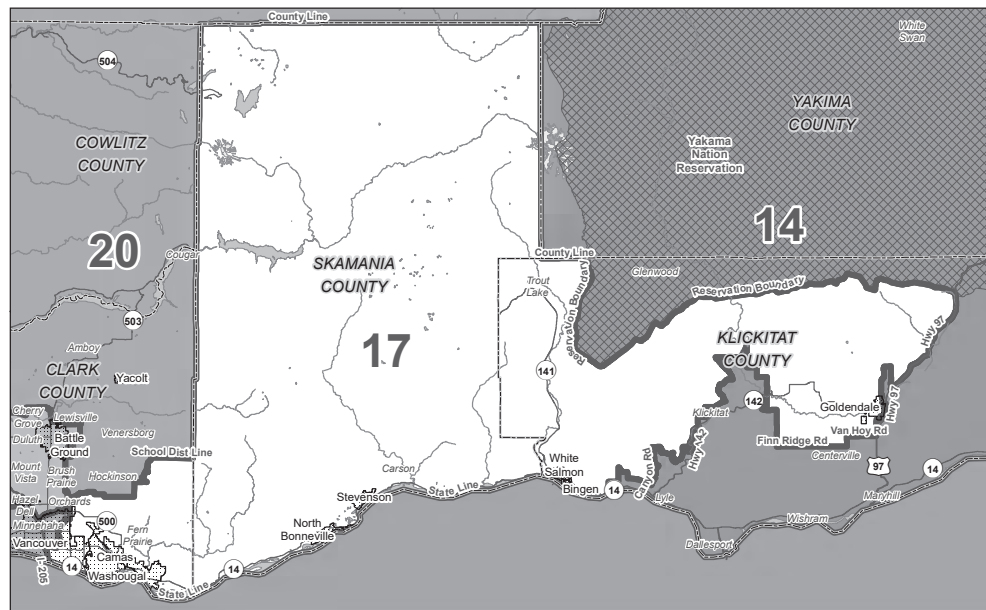 County Line
White
Swan
504
YAKIMA
COUNTY
COWLITZ
COUNTY
Yakama
Nation
Reservation
14
20
Cougar
County Line
SKAMANIA
COUNTY
Glenwood
Trout
Lake
Reservation Boundary
Reservation Boundary
503
Hwy 97
17
KLICKITAT
COUNTY
Amboy
CLARK
COUNTY
141
Yacolt
142
Hwy 97
Cherry
Grove
Lewisville
Klickitat
Goldendale
Duluth
Battle
Ground
Venersborg
Van Hoy Rd
Finn Ridge Rd
Hwy 142
School Dist Line
Centerville
White
Salmon
Mount
Vista
Brush
Prairie
Hockinson
Carson
97
14
Canyon Rd
State Line
Bingen
14
Stevenson
Lyle
Maryhill
Hazel
Dell
Orchards
Minnehaha
500
Fern
Prairie
North
Bonneville
Wishram
Vancouver
Camas
Dallesport
I-205
14
Washougal
14
State Line